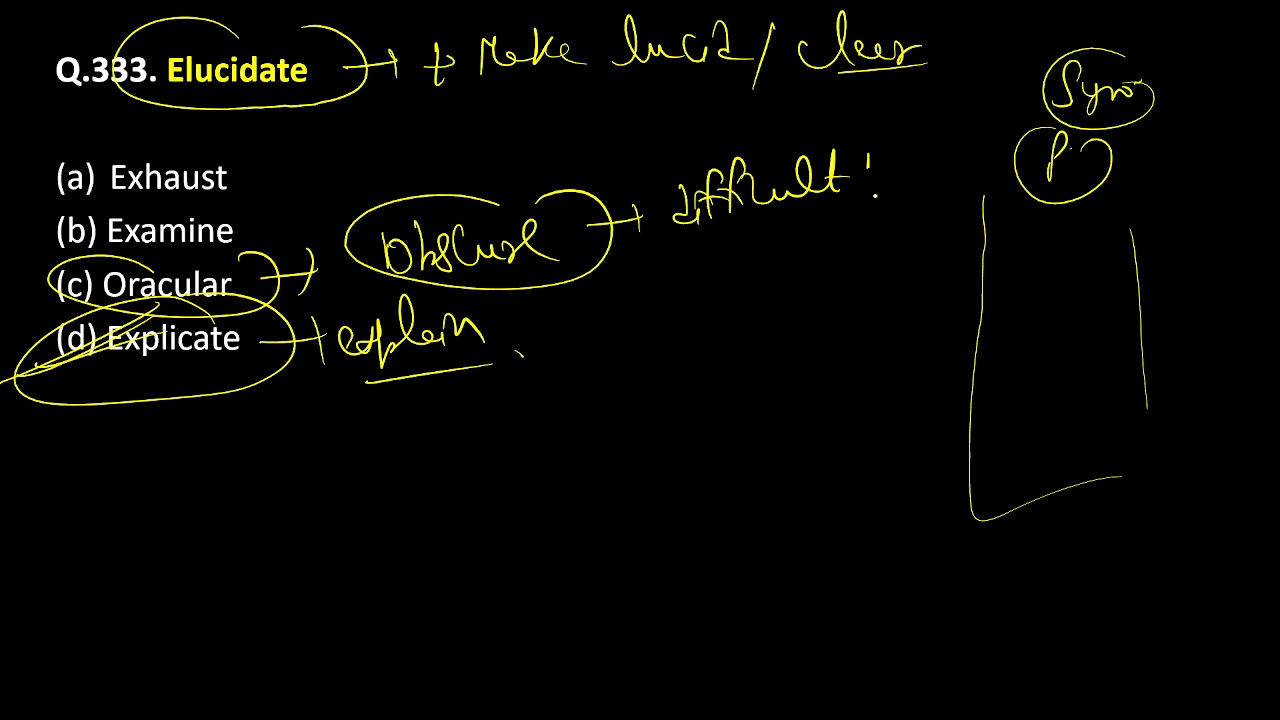 Q.333. Elucidate → to Make lucid / clear
Syno
P.
(a) Exhaust
(b) Examine
(c) Oracular → Obscure → difficult!
(d) Explicate → explain